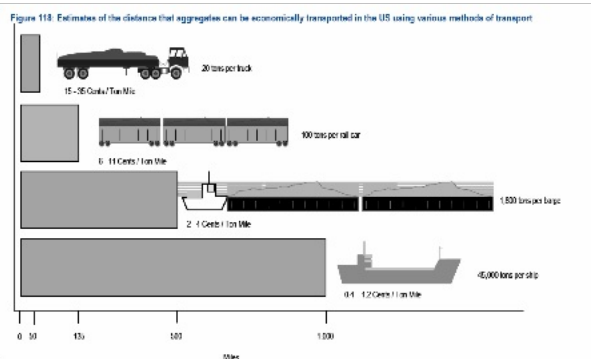 Figure 118: Estimates of the distance that aggregates can be economically transported in the US using various methods of transport
20 tons per truck
15 - 35 Cents / Ton Mile
100 tons per rail car
6 11 Cents / Ton Mile
1,800 tons per barge
2 4 Cents / Ton Mile
45,000 tons per ship
0.4 1.2 Cents / Ton Mile
0 50 135 500 1,000
Miles